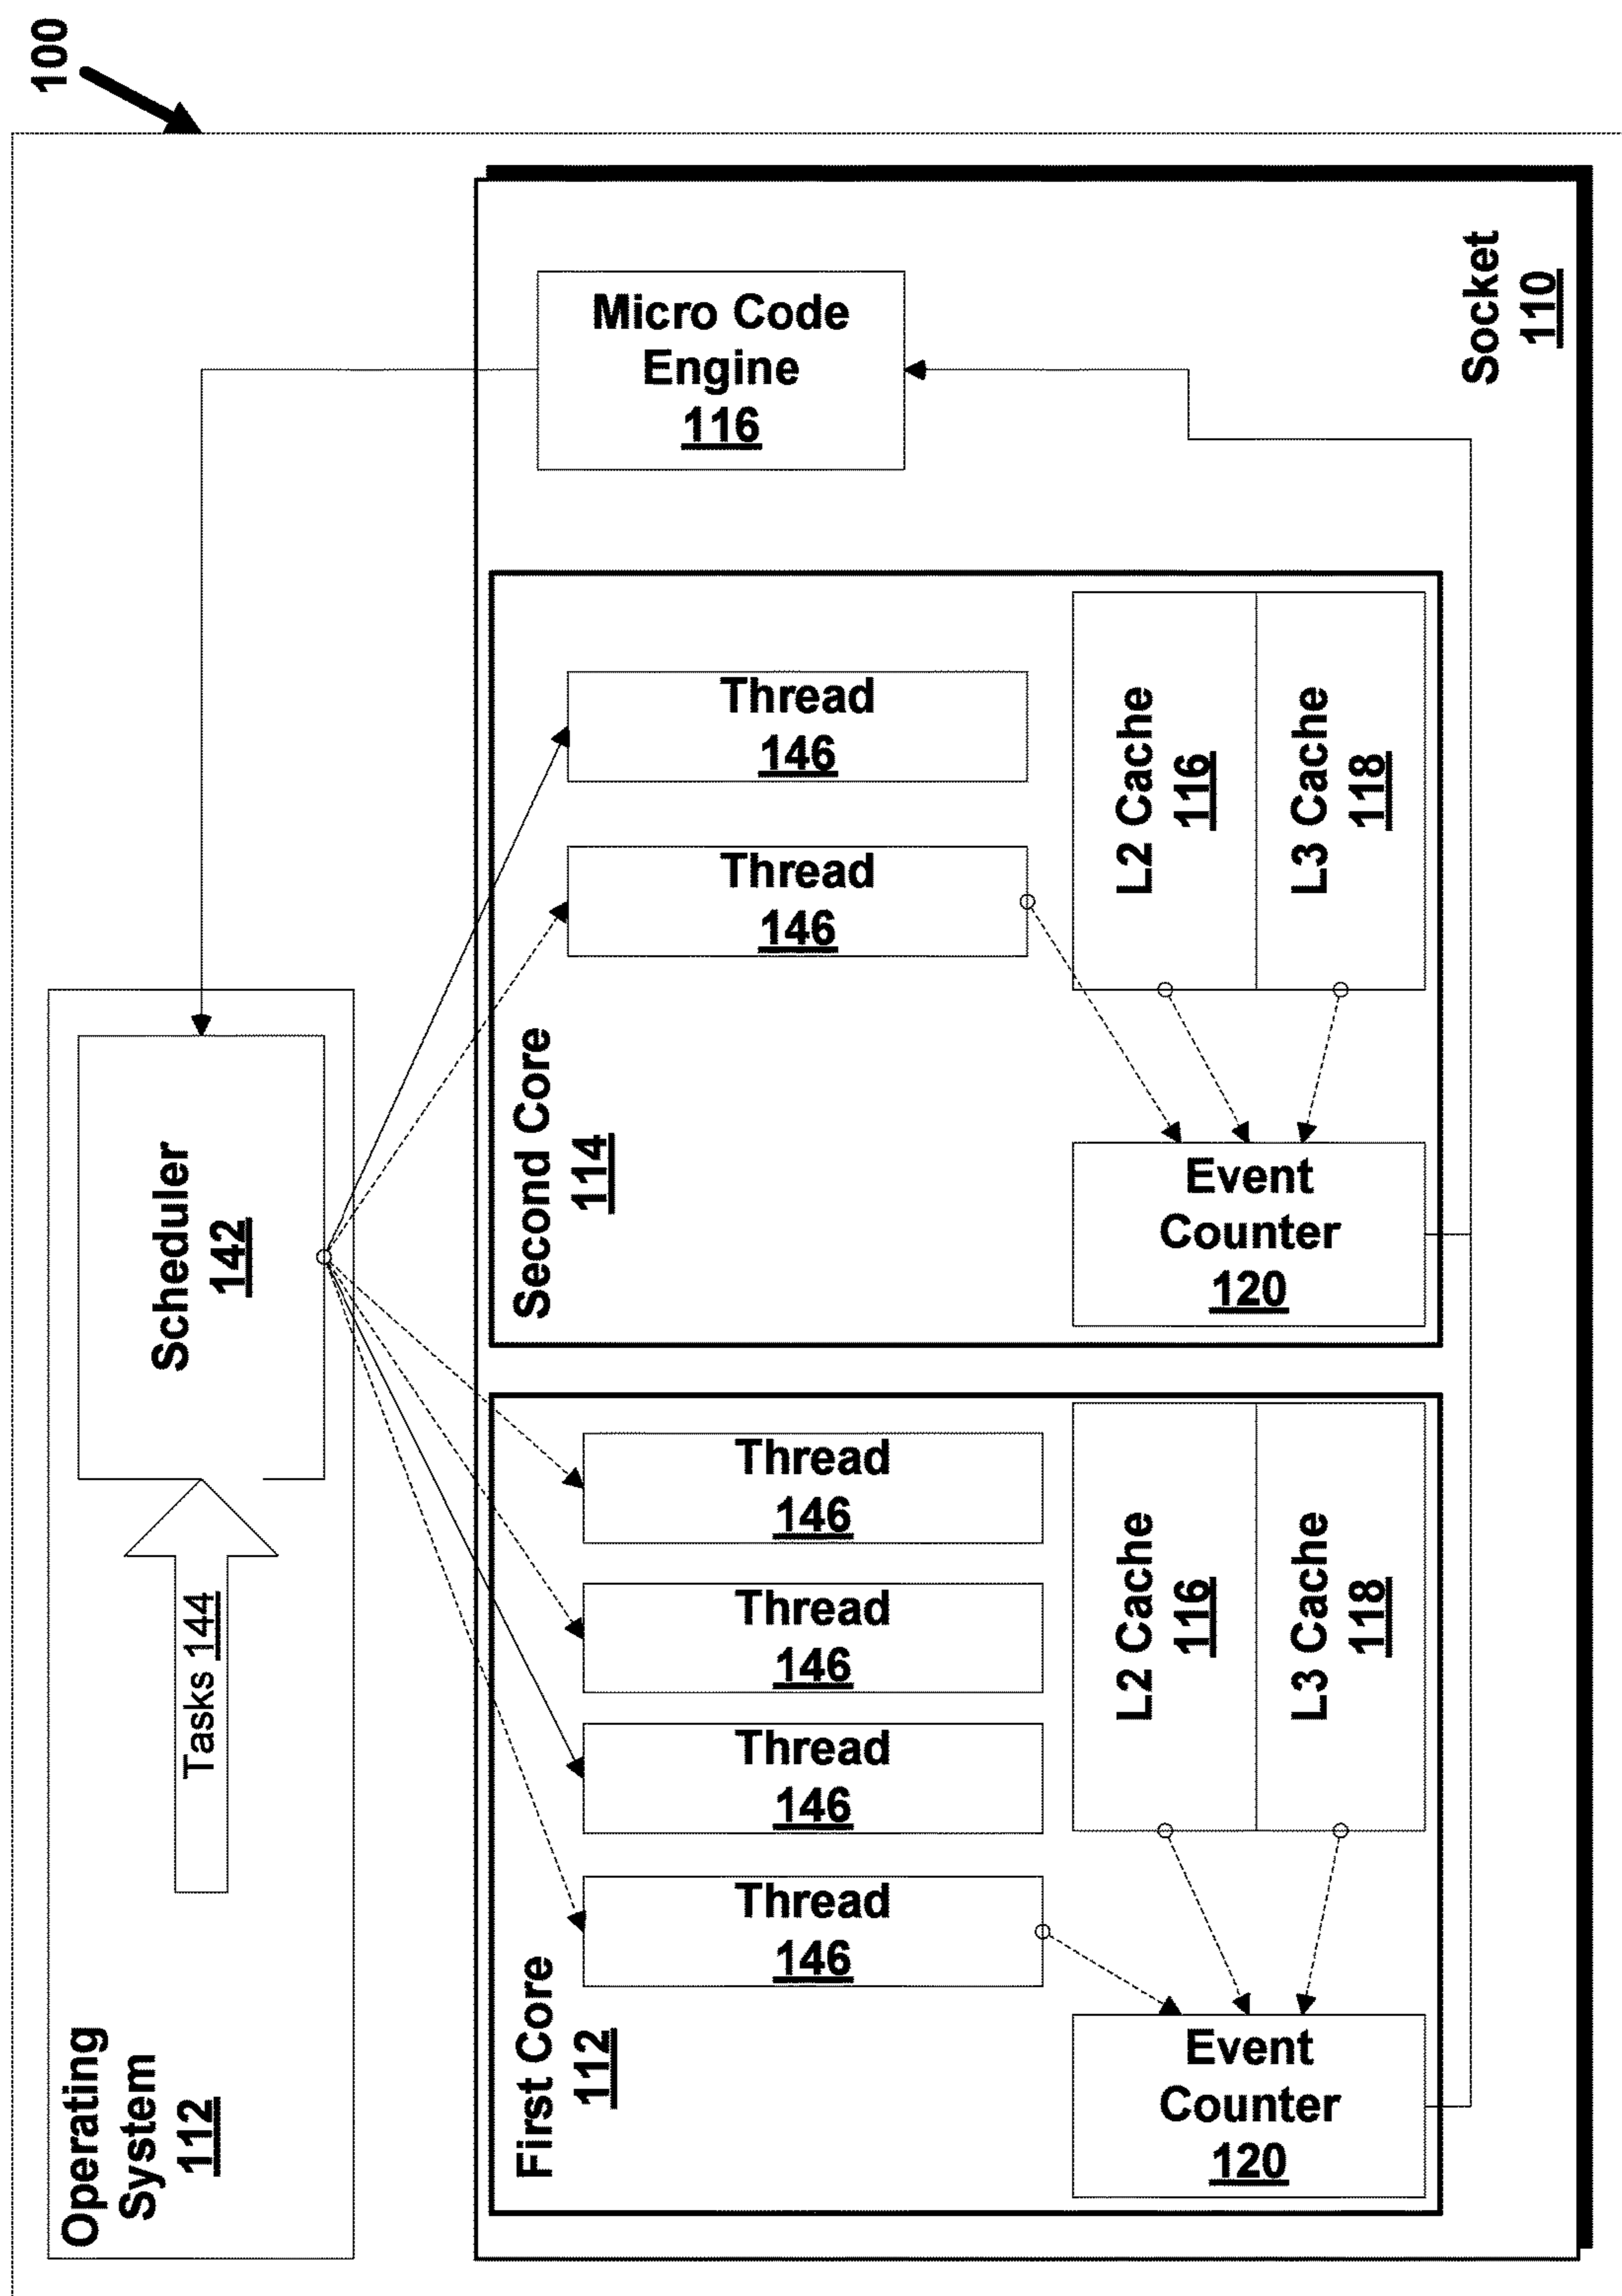 100
Operating
System
112
Tasks 144
Scheduler
142
First Core
112
Thread
146
Thread
146
Thread
146
Thread
146
Event
Counter
120
L2 Cache
116
L3 Cache
118
Second Core
114
Thread
146
Thread
146
Event
Counter
120
L2 Cache
116
L3 Cache
118
Micro Code
Engine
116
Socket
110